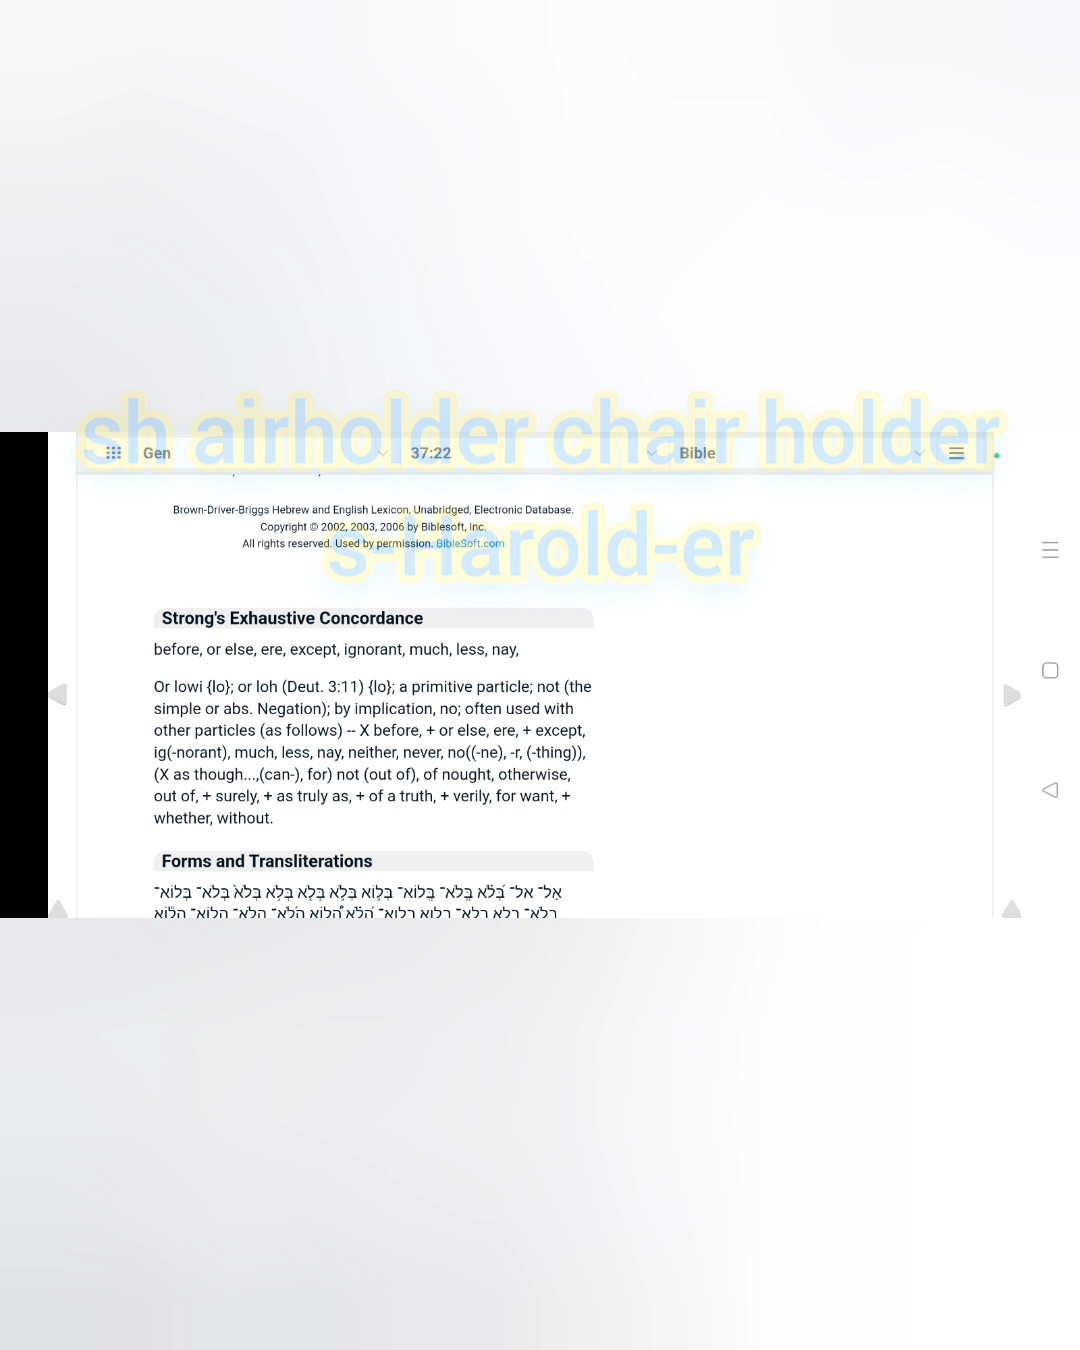 sh airholder chair holder
Gen 37:22 Bible
s-Harold-er
Brown-Driver-Briggs Hebrew and English Lexicon, Unabridged, Electronic Database.
Copyright © 2002, 2003, 2006 by Biblesoft, Inc.
All rights reserved. Used by permission. BibleSoft.com
Strong's Exhaustive Concordance
before, or else, ere, except, ignorant, much, less, nay,
Or lowi {lo}; or loh (Deut. 3:11) {lo}; a primitive particle; not (the
simple or abs. Negation); by implication, no; often used with
other particles (as follows) -- X before, + or else, ere, + except,
ig(-norant), much, less, nay, neither, never, no((-ne), -r, (-thing)),
(X as though...,(can-), for) not (out of), of nought, otherwise,
out of, + surely, + as truly as, + of a truth, + verily, for want, +
whether, without.
Forms and Transliterations